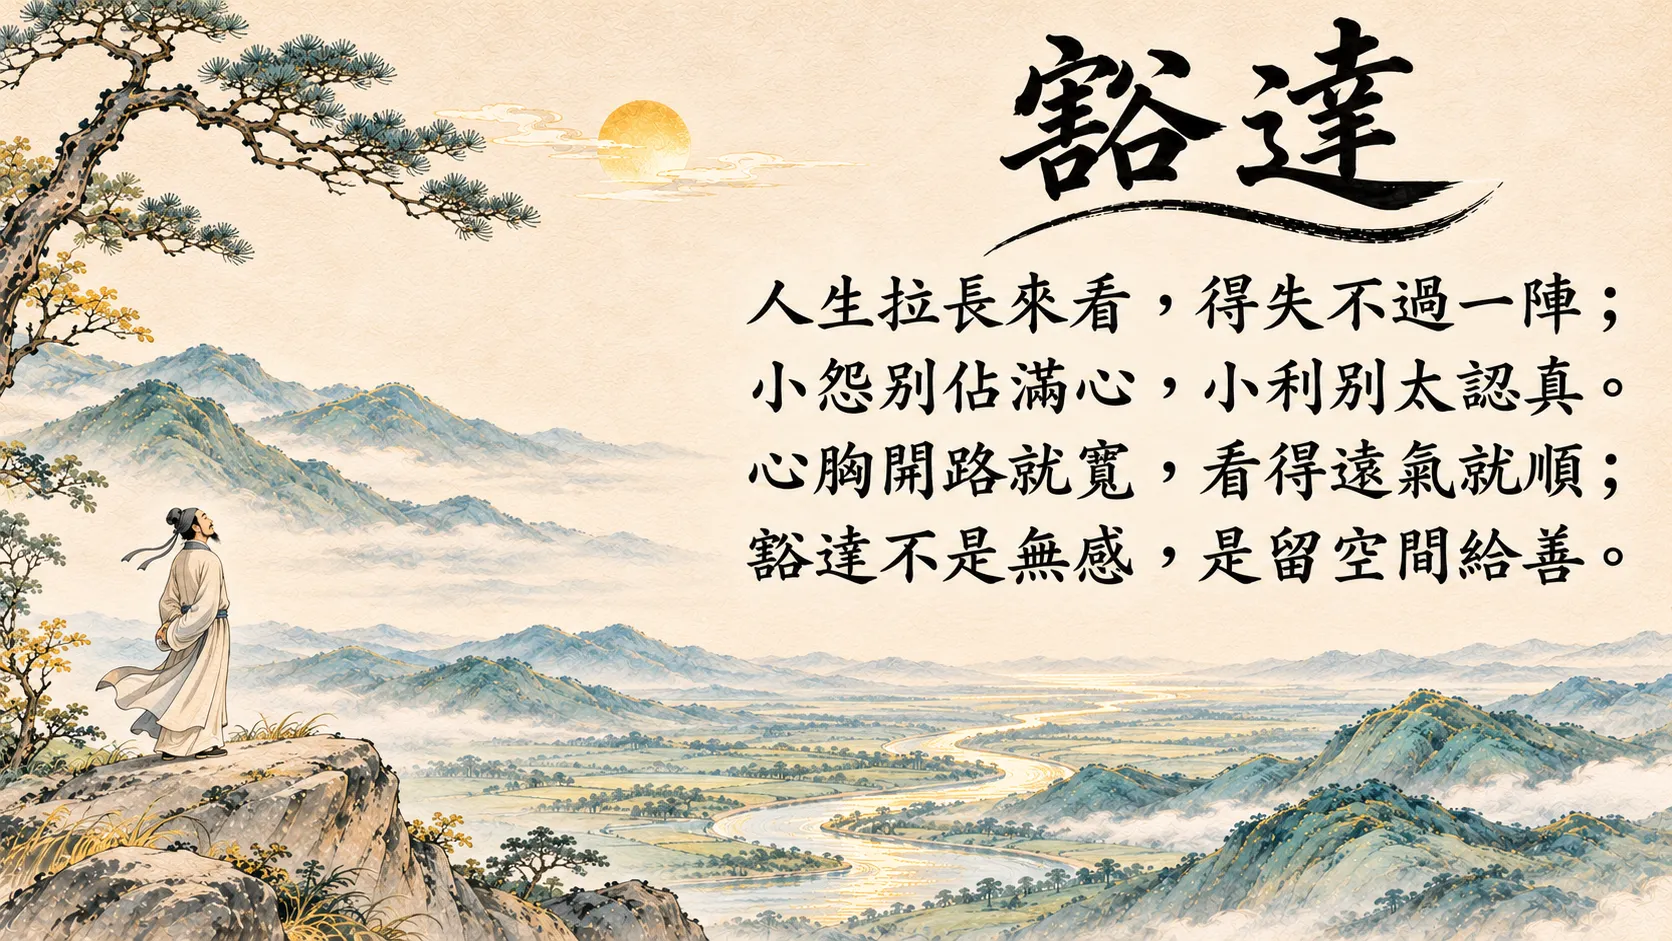 豁達
人生拉長來看，得失不過一陣；
小怨別佔滿心，小利別太認真。
心胸開路就寬，看得遠氣就順；
豁達不是無感，是留空間給善。